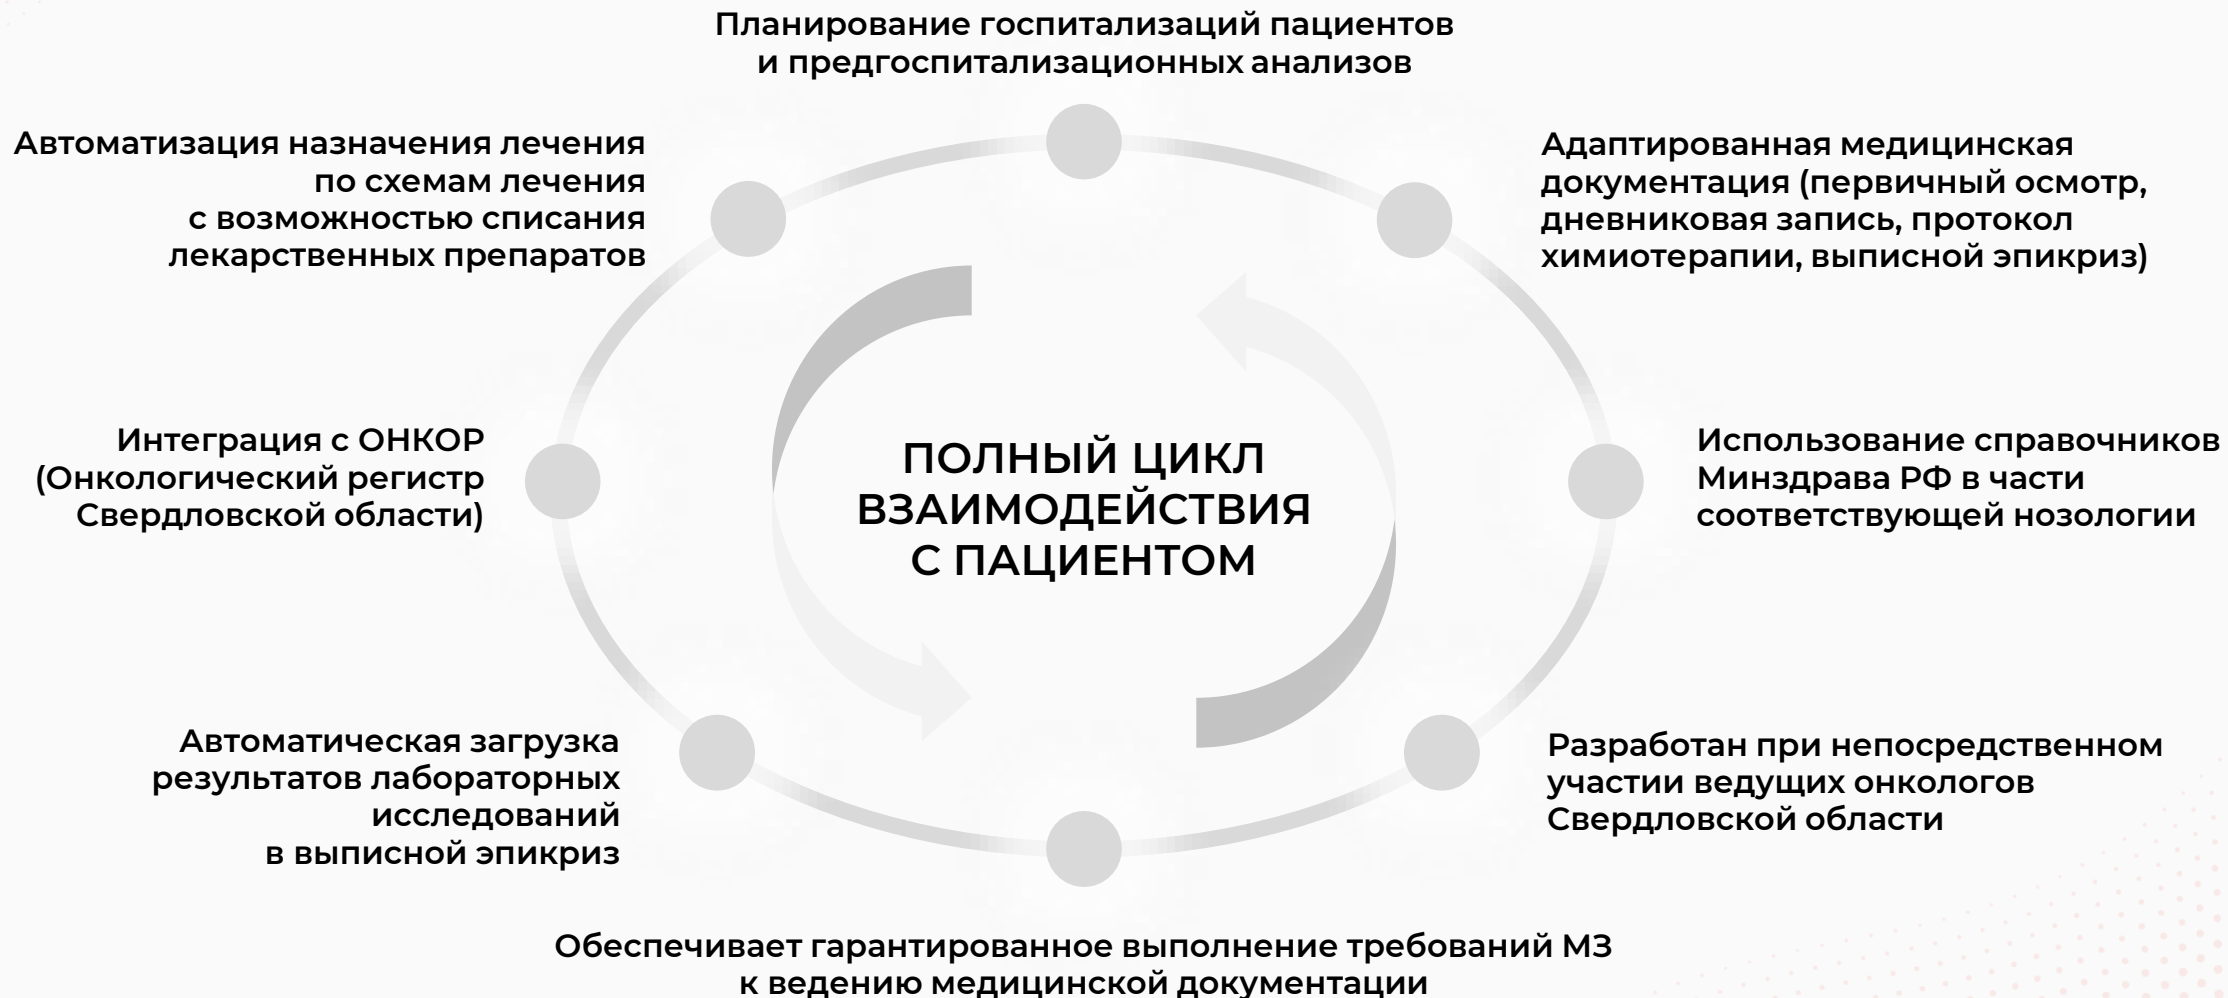 Планирование госпитализаций пациентов
и предгоспитализационных анализов
Автоматизация назначения лечения
по схемам лечения
с возможностью списания
лекарственных препаратов
Адаптированная медицинская
документация (первичный осмотр,
дневниковая запись, протокол
химиотерапии, выписной эпикриз)
Интеграция с ОНКОР
(Онкологический регистр
Свердловской области)
ПОЛНЫЙ ЦИКЛ
ВЗАИМОДЕЙСТВИЯ
С ПАЦИЕНТОМ
Использование справочников
Минздрава РФ в части
соответствующей нозологии
Автоматическая загрузка
результатов лабораторных
исследований
в выписной эпикриз
Разработан при непосредственном
участии ведущих онкологов
Свердловской области
Обеспечивает гарантированное выполнение требований МЗ
к ведению медицинской документации